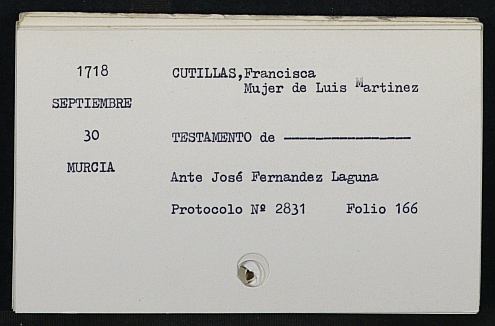 1718
SEPTIEMBRE
30
MURCIA
CUTILLAS,Francisca
Mujer de Luis Martinez
TESTAMENTO de ----------------
Ante José Fernandez Laguna
Protocolo Nº 2831 Folio 166